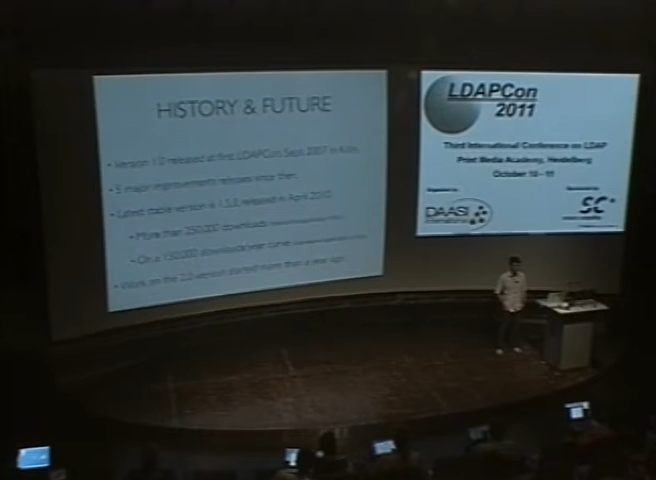 HISTORY & FUTURE
• Version 1.0 released at first LDAPCon, Sept. 2007 in Köln
• 5 major improvements releases since then
• Latest stable version is 1.5.3, released in April 2010
• More than 250,000 downloads
• On a 150,000 downloads/year curve
• Work on the 2.0 version started more than a year ago
LDAPCon
2011
Third International Conference on LDAP
Print Media Academy, Heidelberg
October 10 - 11
DAASI
International